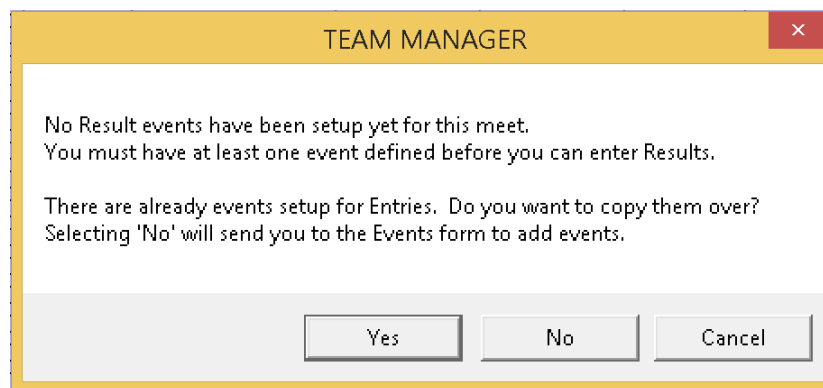 TEAM MANAGER
No Result events have been setup yet for this meet.
You must have at least one event defined before you can enter Results.
There are already events setup for Entries.  Do you want to copy them over?
Selecting 'No' will send you to the Events form to add events.
Yes
No
Cancel